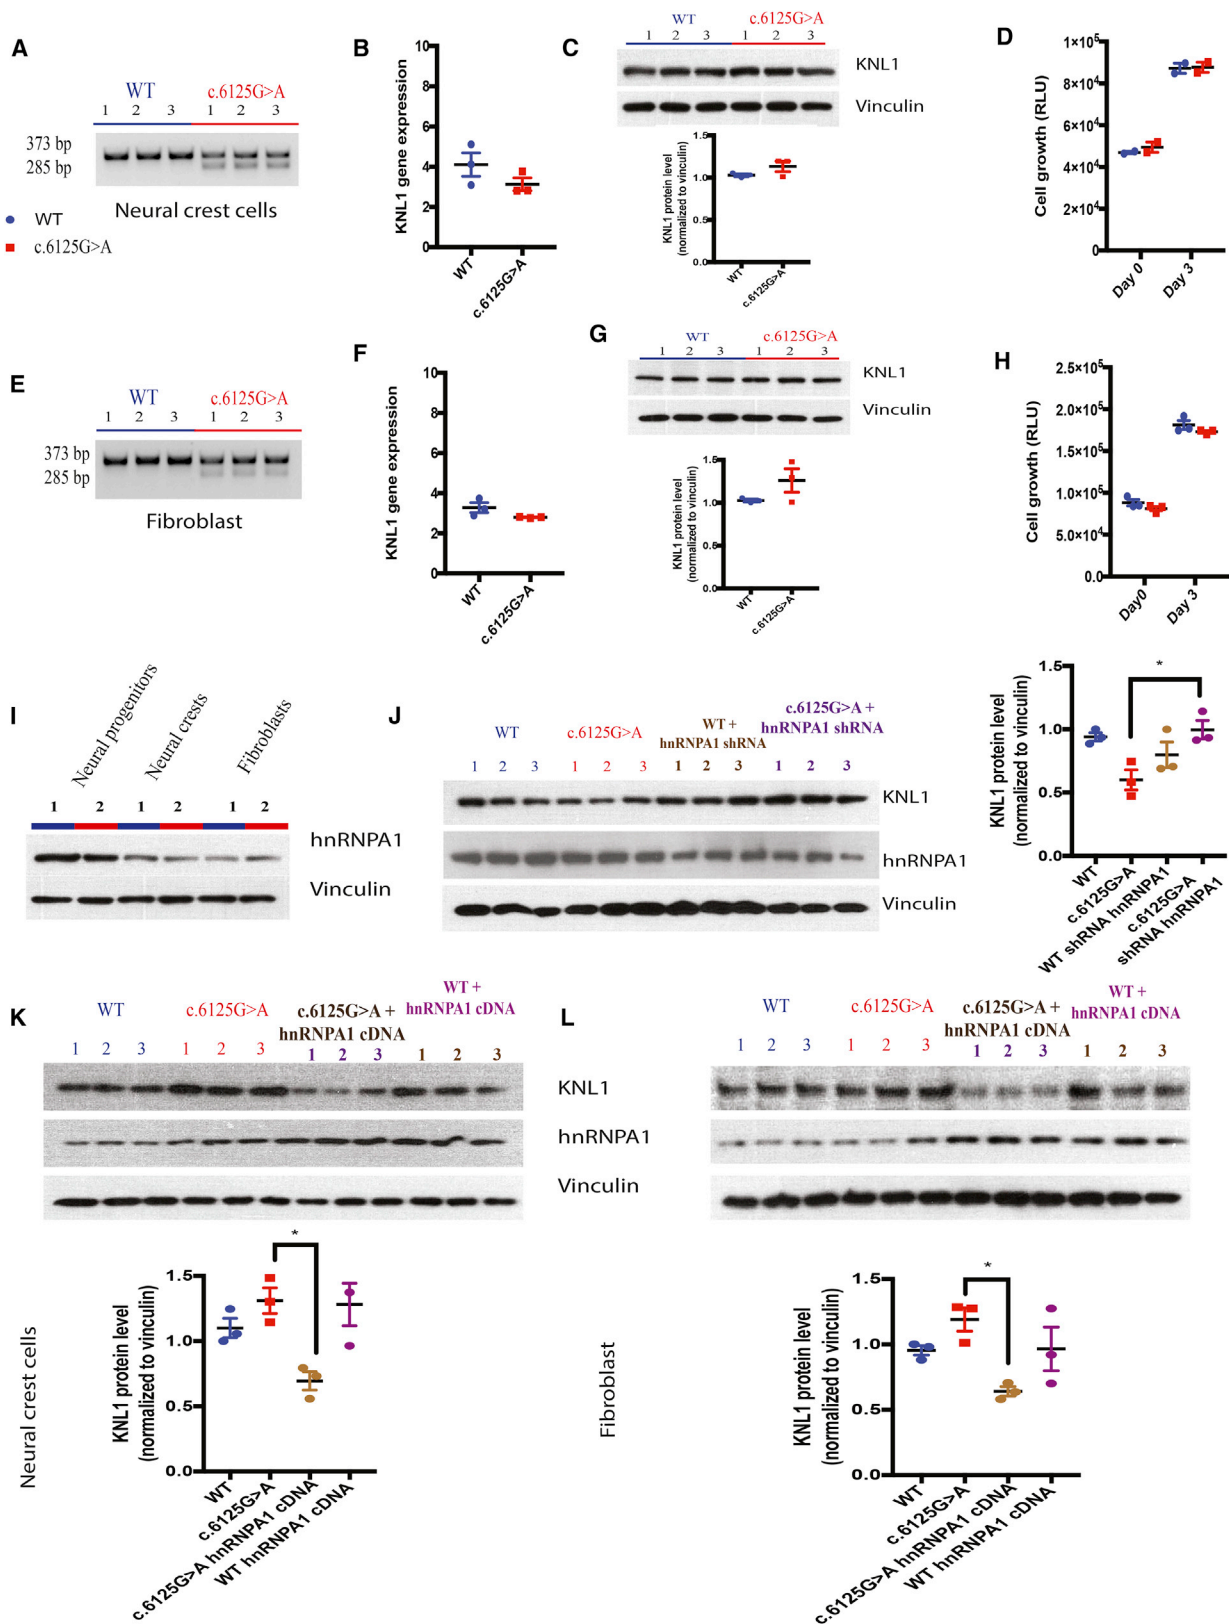 A
WT
c.6125G>A
1 2 3 1 2 3
373 bp
285 bp
Neural crest cells
WT
c.6125G>A
B
KNL1 gene expression
10
8
6
4
2
0
WT
c.6125G>A
C
WT
c.6125G>A
1 2 3 1 2 3
KNL1
Vinculin
KNL1 protein level
(normalized to vinculin)
1.5
1.0
0.5
0.0
WT
c.6125G>A
D
Cell growth (RLU)
1×10⁵
8×10⁴
6×10⁴
4×10⁴
2×10⁴
0
Day 0
Day 3
E
WT
c.6125G>A
1 2 3 1 2 3
373 bp
285 bp
Fibroblast
F
KNL1 gene expression
10
8
6
4
2
0
WT
c.6125G>A
G
WT
c.6125G>A
1 2 3 1 2 3
KNL1
Vinculin
KNL1 protein level
(normalized to vinculin)
1.5
1.0
0.5
0.0
WT
c.6125G>A
H
Cell growth (RLU)
2.5×10⁵
2.0×10⁵
1.5×10⁵
1.0×10⁵
5.0×10⁴
0.0
Day0
Day 3
I
Neural progenitors
Neural crests
Fibroblasts
1 2 1 2 1 2
hnRNPA1
Vinculin
J
WT
c.6125G>A
WT +
hnRNPA1 shRNA
c.6125G>A +
hnRNPA1 shRNA
1 2 3 1 2 3 1 2 3 1 2 3
KNL1
hnRNPA1
Vinculin
KNL1 protein level
(normalized to vinculin)
1.5
1.0
0.5
0.0
*
WT
c.6125G>A
WT shRNA hnRNPA1
c.6125G>A
shRNA hnRNPA1
K
WT
c.6125G>A
c.6125G>A +
hnRNPA1 cDNA
WT +
hnRNPA1 cDNA
1 2 3 1 2 3 1 2 3 1 2 3
KNL1
hnRNPA1
Vinculin
Neural crest cells
KNL1 protein level
(normalized to vinculin)
1.5
1.0
0.5
0.0
*
WT
c.6125G>A
c.6125G>A hnRNPA1 cDNA
WT hnRNPA1 cDNA
L
WT
c.6125G>A
c.6125G>A +
hnRNPA1 cDNA
WT +
hnRNPA1 cDNA
1 2 3 1 2 3 1 2 3 1 2 3
Fibroblast
KNL1 protein level
(normalized to vinculin)
1.5
1.0
0.5
0.0
*
WT
c.6125G>A
c.6125G>A hnRNPA1 cDNA
WT hnRNPA1 cDNA